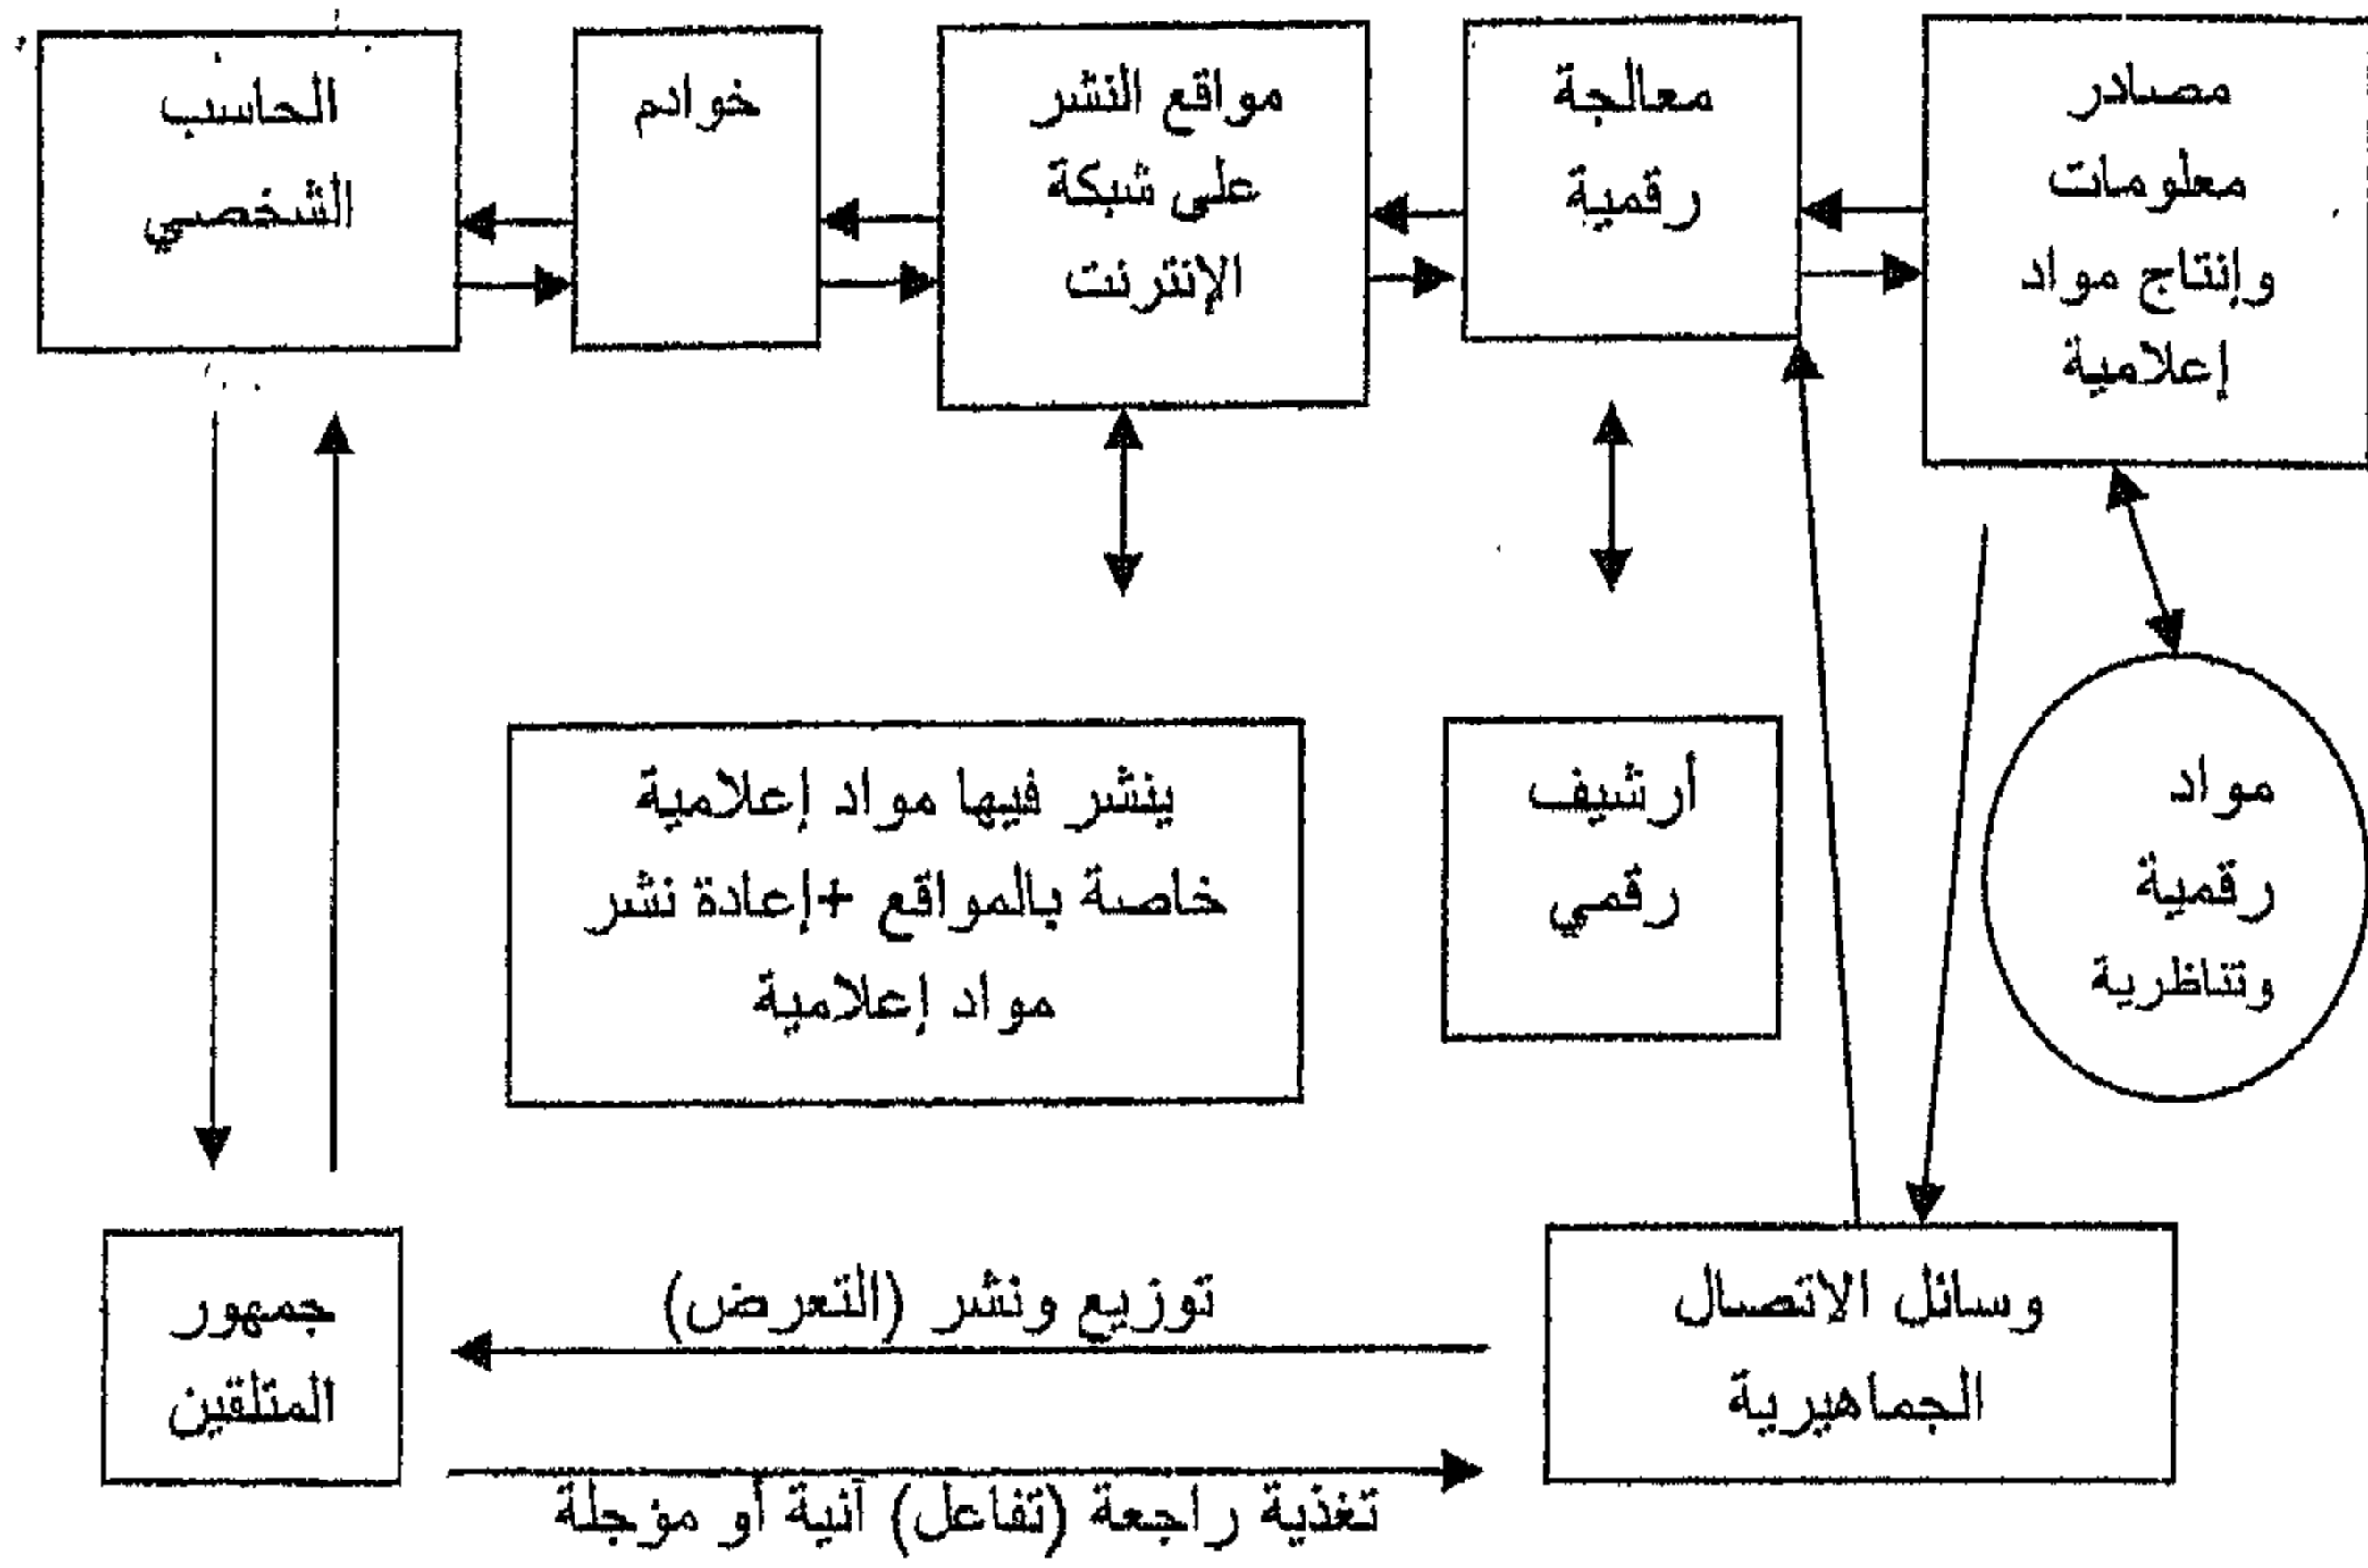 مصادر
معلومات
وإنتاج مواد
إعلامية
معالجة
رقمية
مواقع النشر
على شبكة
الإنترنت
خوادم
الحاسب
الشخصي
مواد
رقمية
وتناظرية
أرشيف
رقمي
ينشر فيها مواد إعلامية
خاصة بالمواقع +إعادة نشر
مواد إعلامية
وسائل الاتصال
الجماهيرية
توزيع ونشر (التعرض)
تغذية راجعة (تفاعل) آنية أو مؤجلة
جمهور
المتلقين